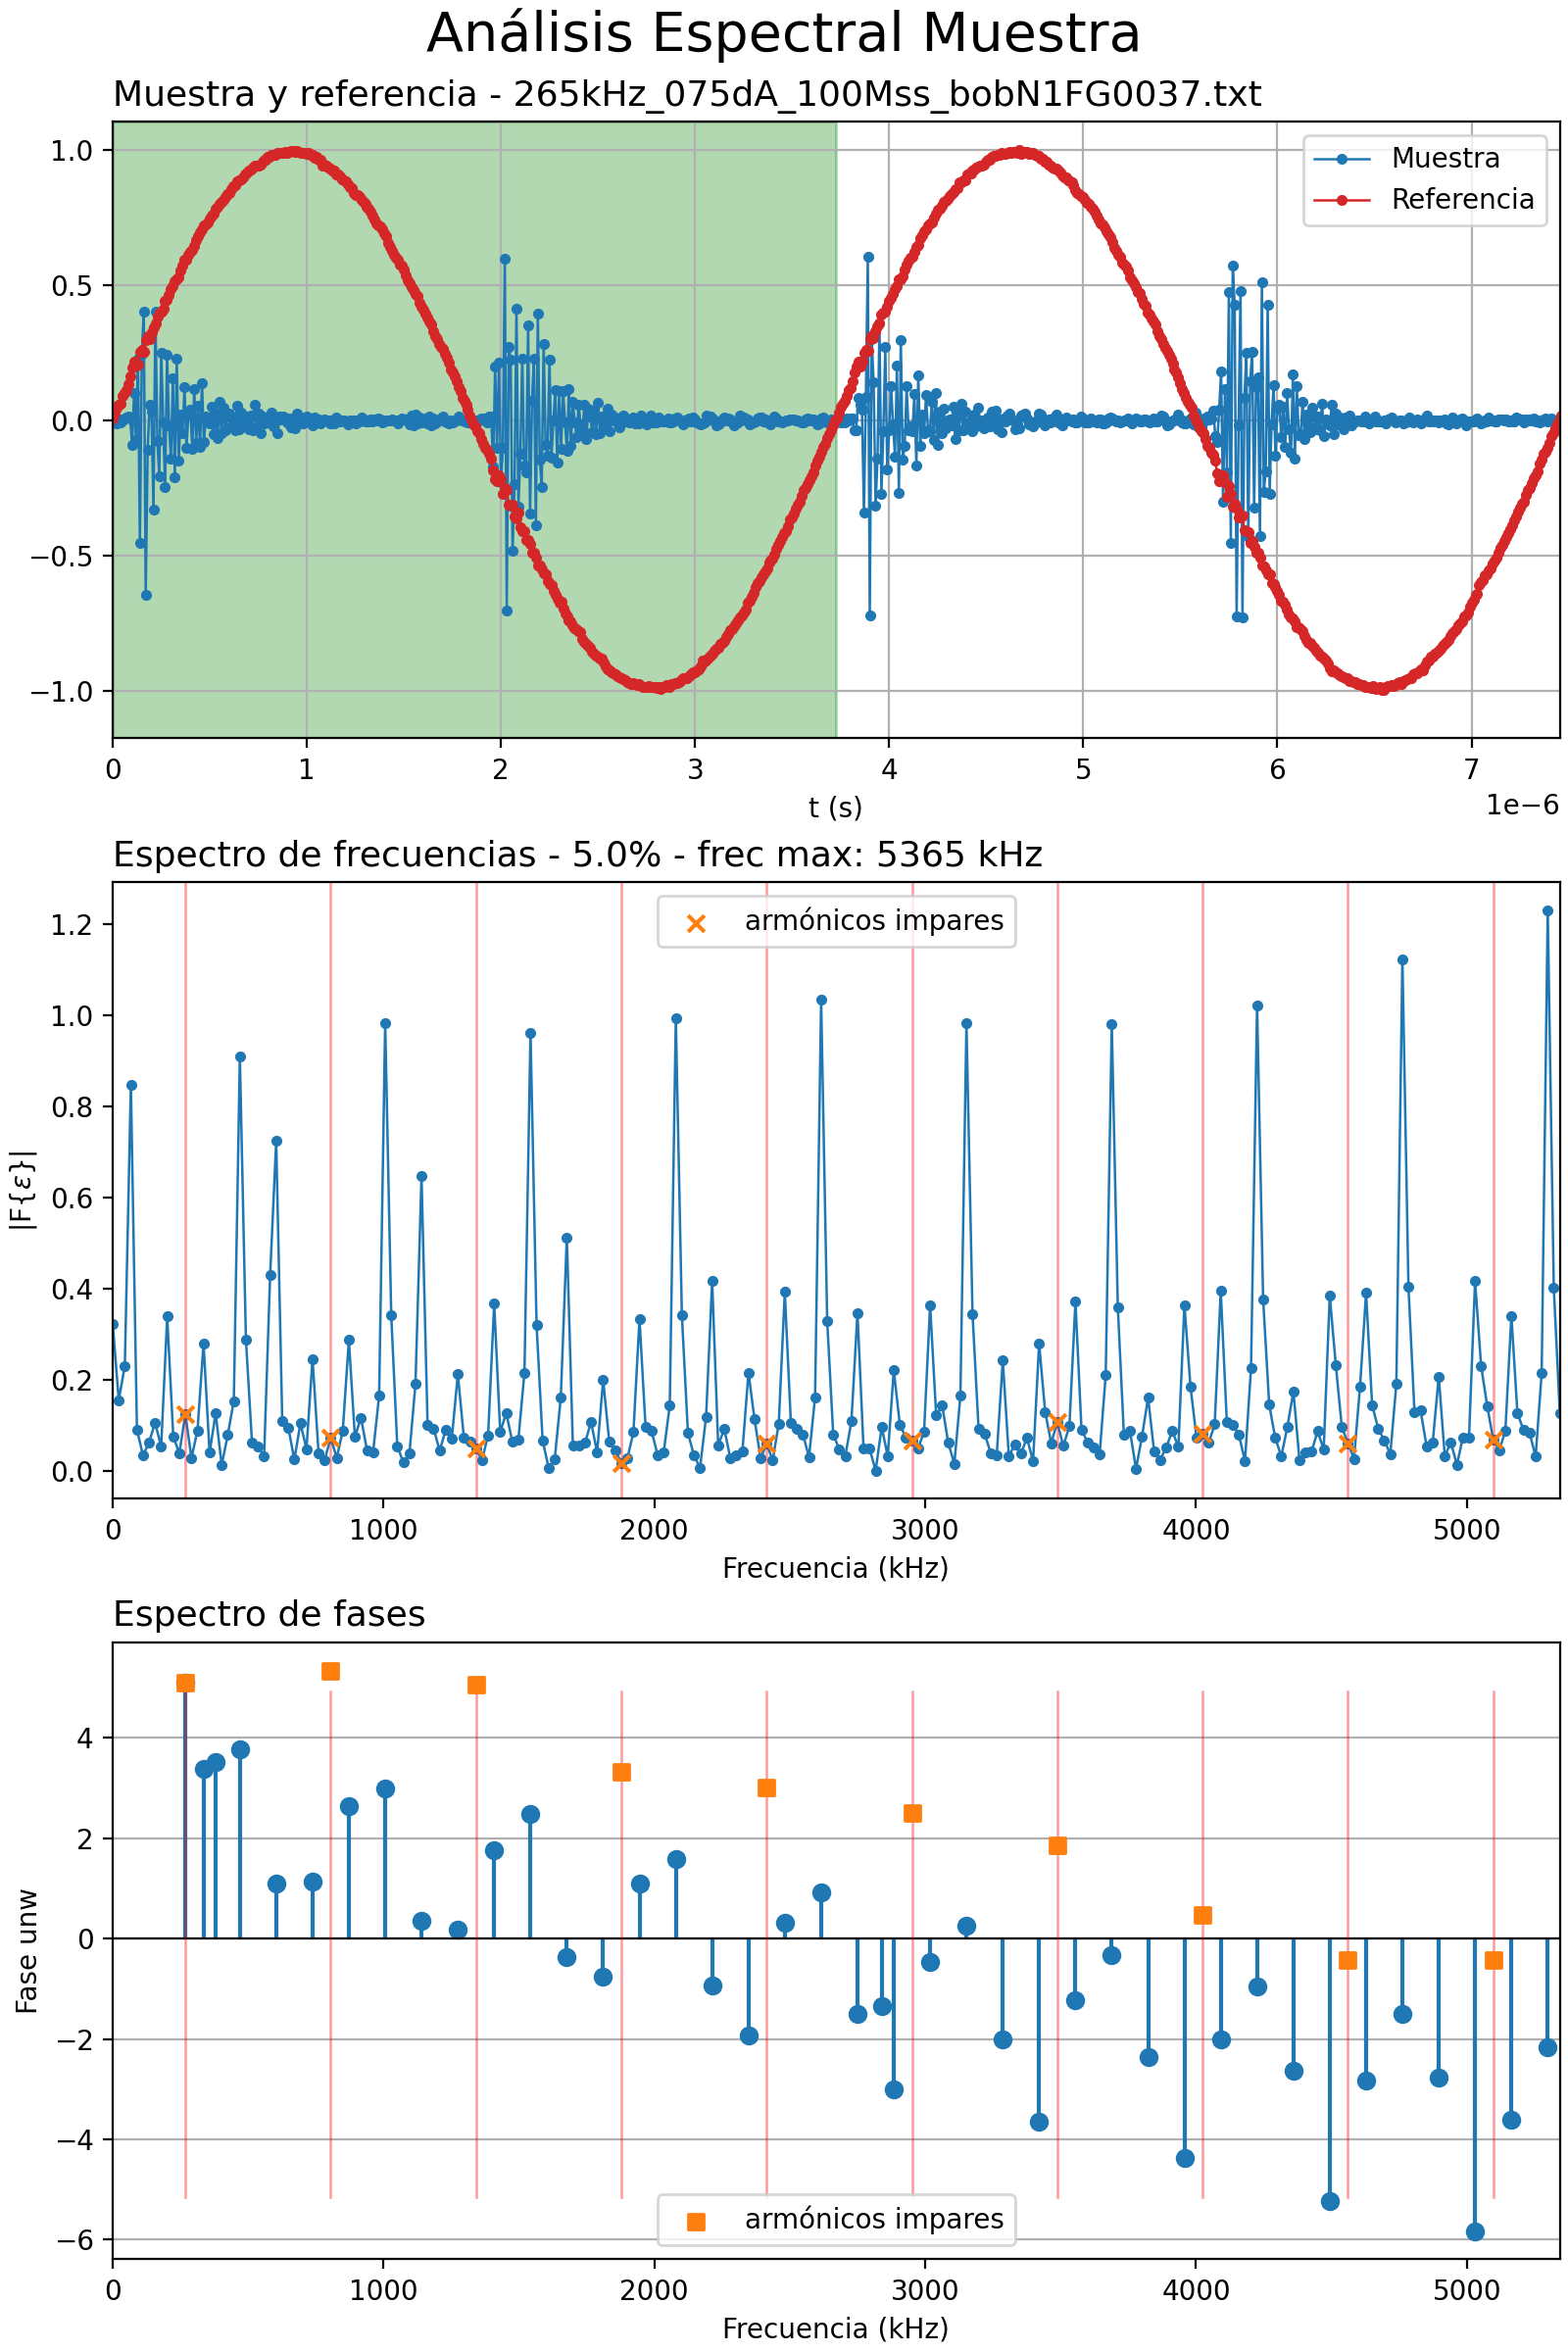 Análisis Espectral Muestra
Muestra y referencia - 265kHz_075dA_100Mss_bobN1FG0037.txt
1.0
0.5
0.0
−0.5
−1.0
Muestra
Referencia
0 1 2 3 4 5 6 7
t (s)
1e−6
Espectro de frecuencias - 5.0% - frec max: 5365 kHz
armónicos impares
|F{ε}|
1.2
1.0
0.8
0.6
0.4
0.2
0.0
0 1000 2000 3000 4000 5000
Frecuencia (kHz)
Espectro de fases
Fase unw
4
2
0
−2
−4
−6
armónicos impares
0 1000 2000 3000 4000 5000
Frecuencia (kHz)